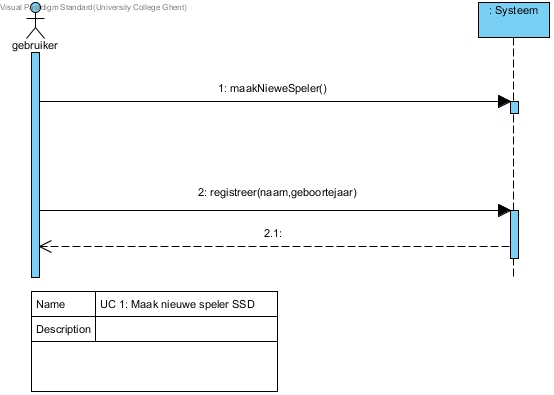 Visual Paradigm Standard(University College Ghent)
: Systeem
gebruiker
1: maakNieweSpeler()
2: registreer(naam,geboortejaar)
2.1:
Name UC 1: Maak nieuwe speler SSD
Description